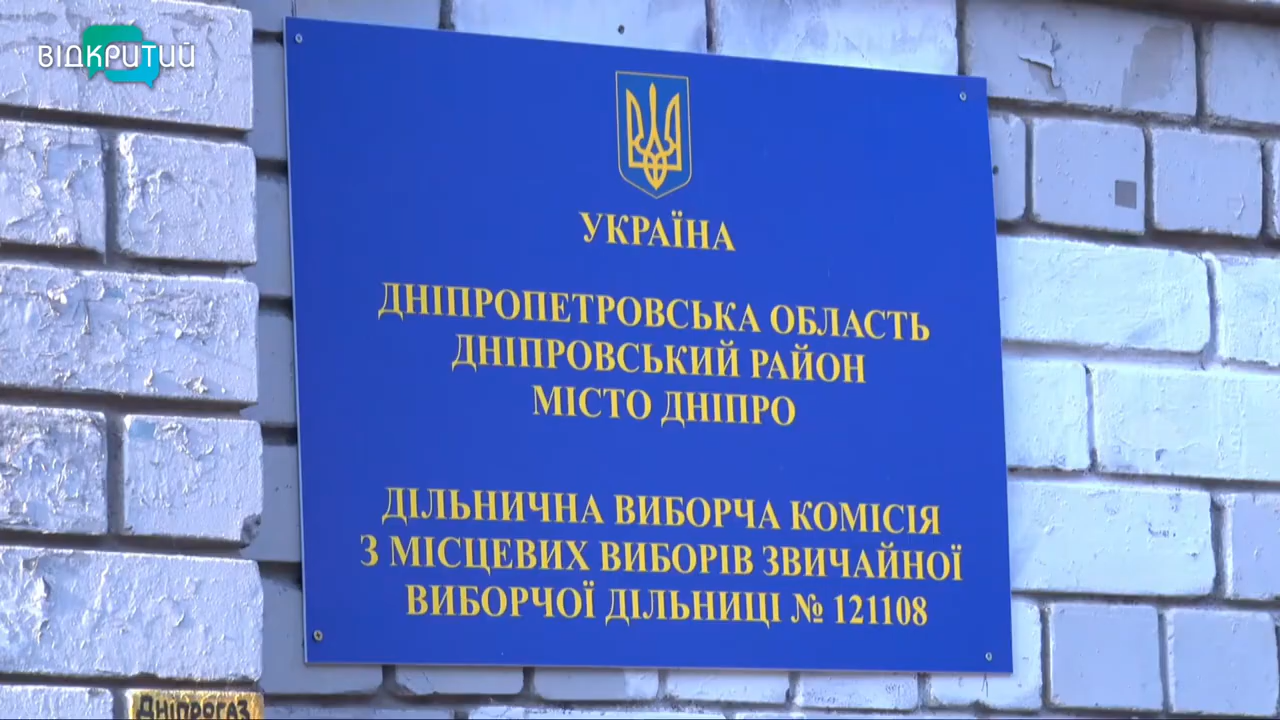 ВІДКРИТИЙ
УКРАЇНА
ДНІПРОПЕТРОВСЬКА ОБЛАСТЬ
ДНІПРОВСЬКИЙ РАЙОН
МІСТО ДНІПРО
ДІЛЬНИЧНА ВИБОРЧА КОМІСІЯ
З МІСЦЕВИХ ВИБОРІВ ЗВИЧАЙНОЇ
ВИБОРЧОЇ ДІЛЬНИЦІ № 121108
ДНІПРОГАЗ